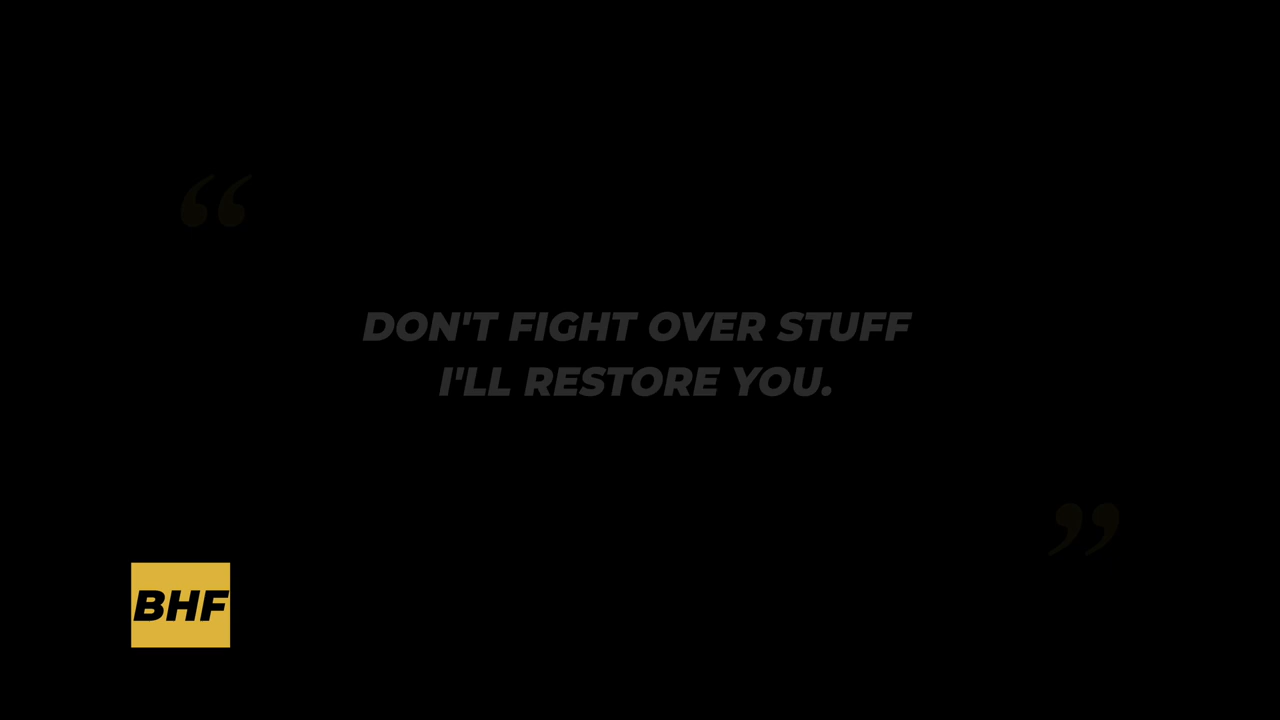 “
DON'T FIGHT OVER STUFF
I'LL RESTORE YOU.
”
BHF